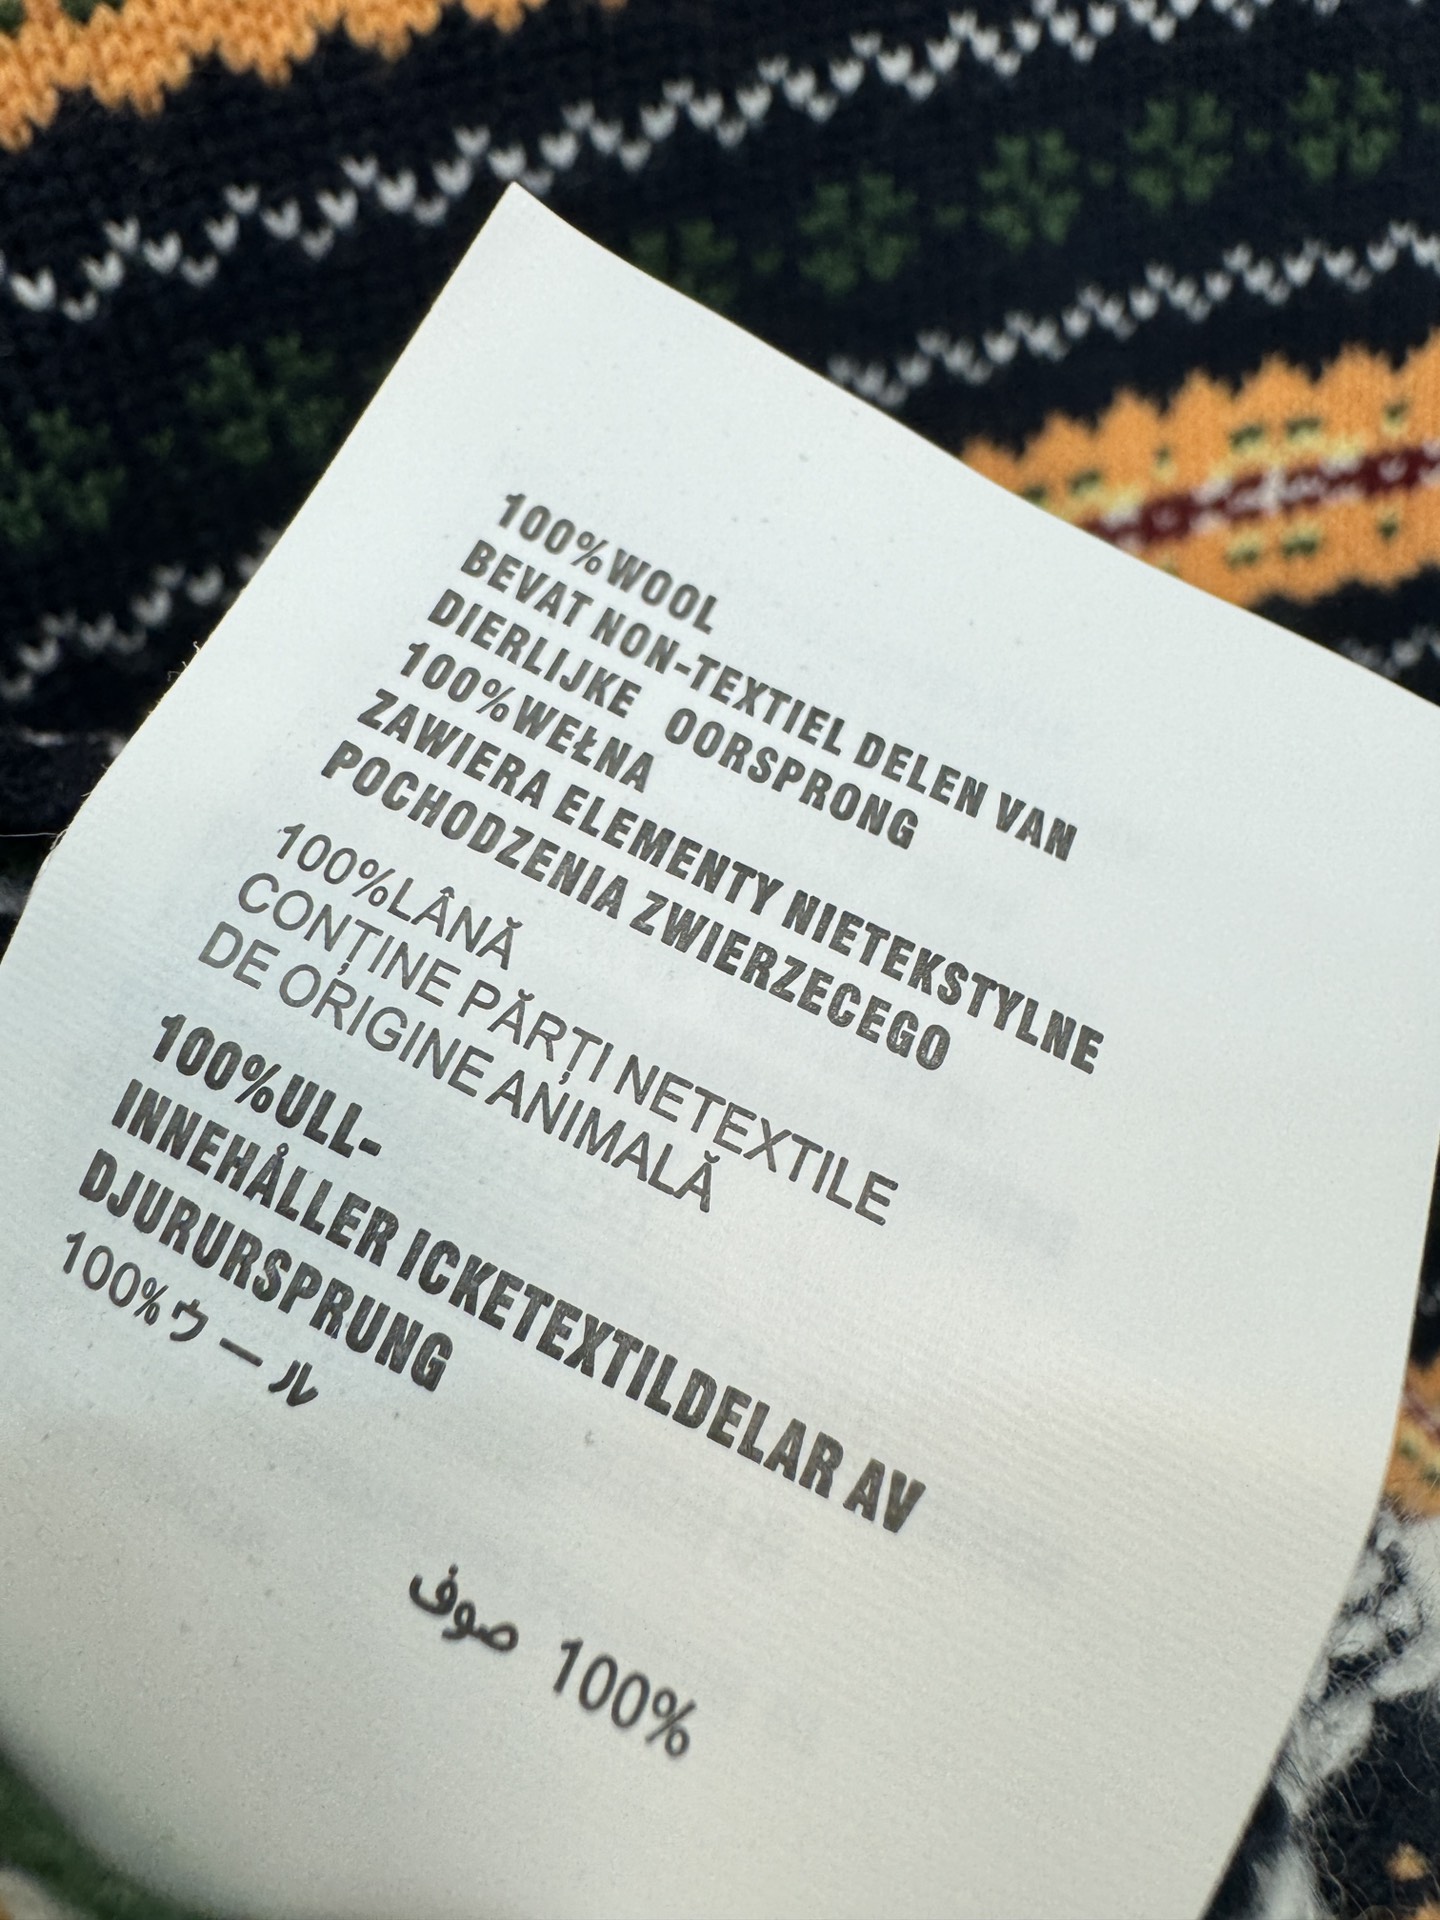 100%WOOL
BEVAT NON-TEXTIEL DELEN VAN
DIERLIJKE OORSPRONG
100%WEŁNA
ZAWIERA ELEMENTY NIETEKSTYLNE
POCHODZENIA ZWIERZECEGO
100%LÂNĂ
CONȚINE PĂRȚI NETEXTILE
DE ORIGINE ANIMALĂ
100%ULL-
INNEHÅLLER ICKETEXTILDELAR AV
DJURURSPRUNG
100%ウール
100% صوف